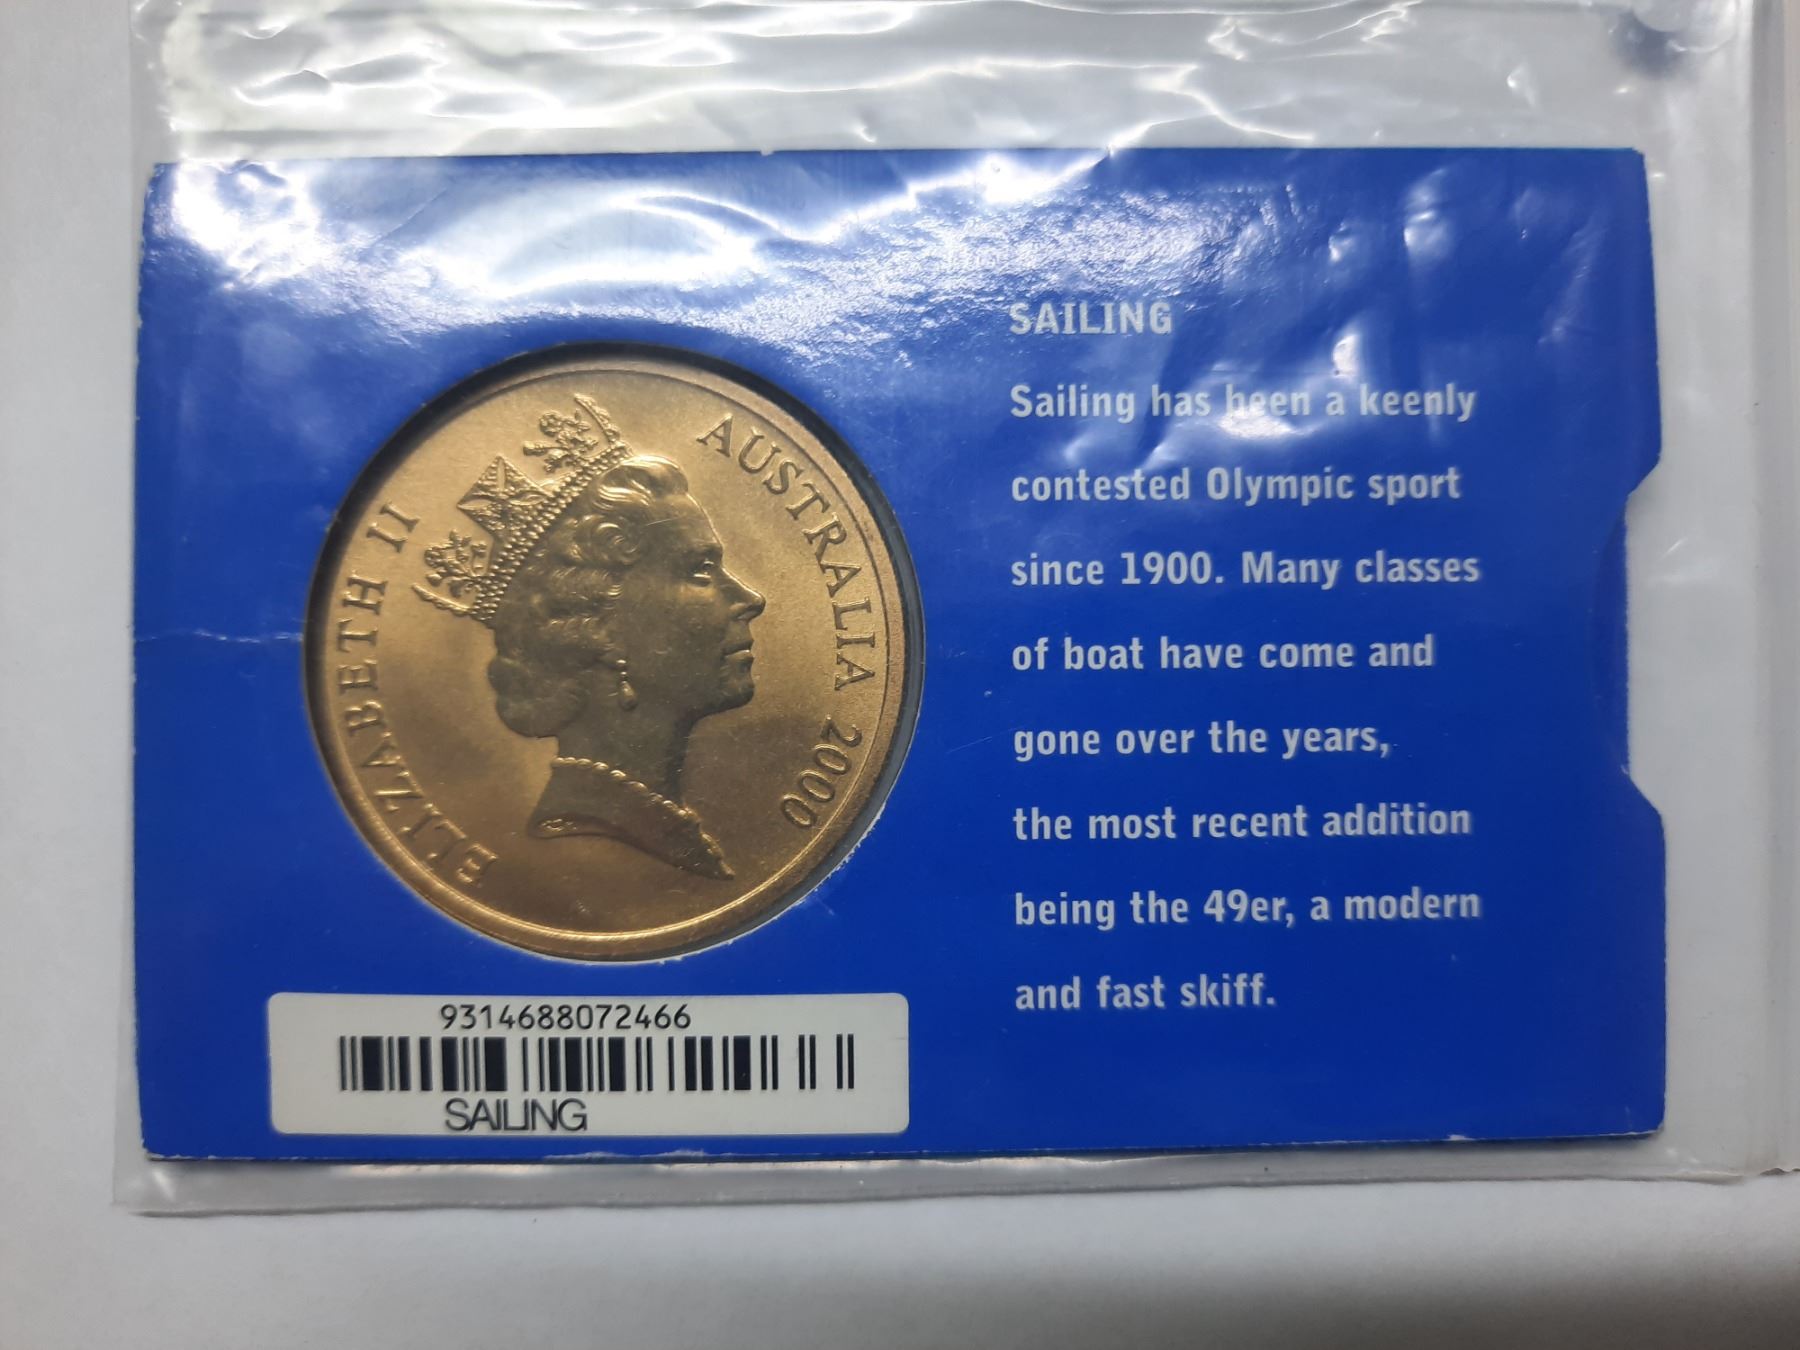 ELIZABETH II
AUSTRALIA 2000
SAILING
Sailing has been a keenly
contested Olympic sport
since 1900. Many classes
of boat have come and
gone over the years,
the most recent addition
being the 49er, a modern
and fast skiff.
9314688072466
SAILING